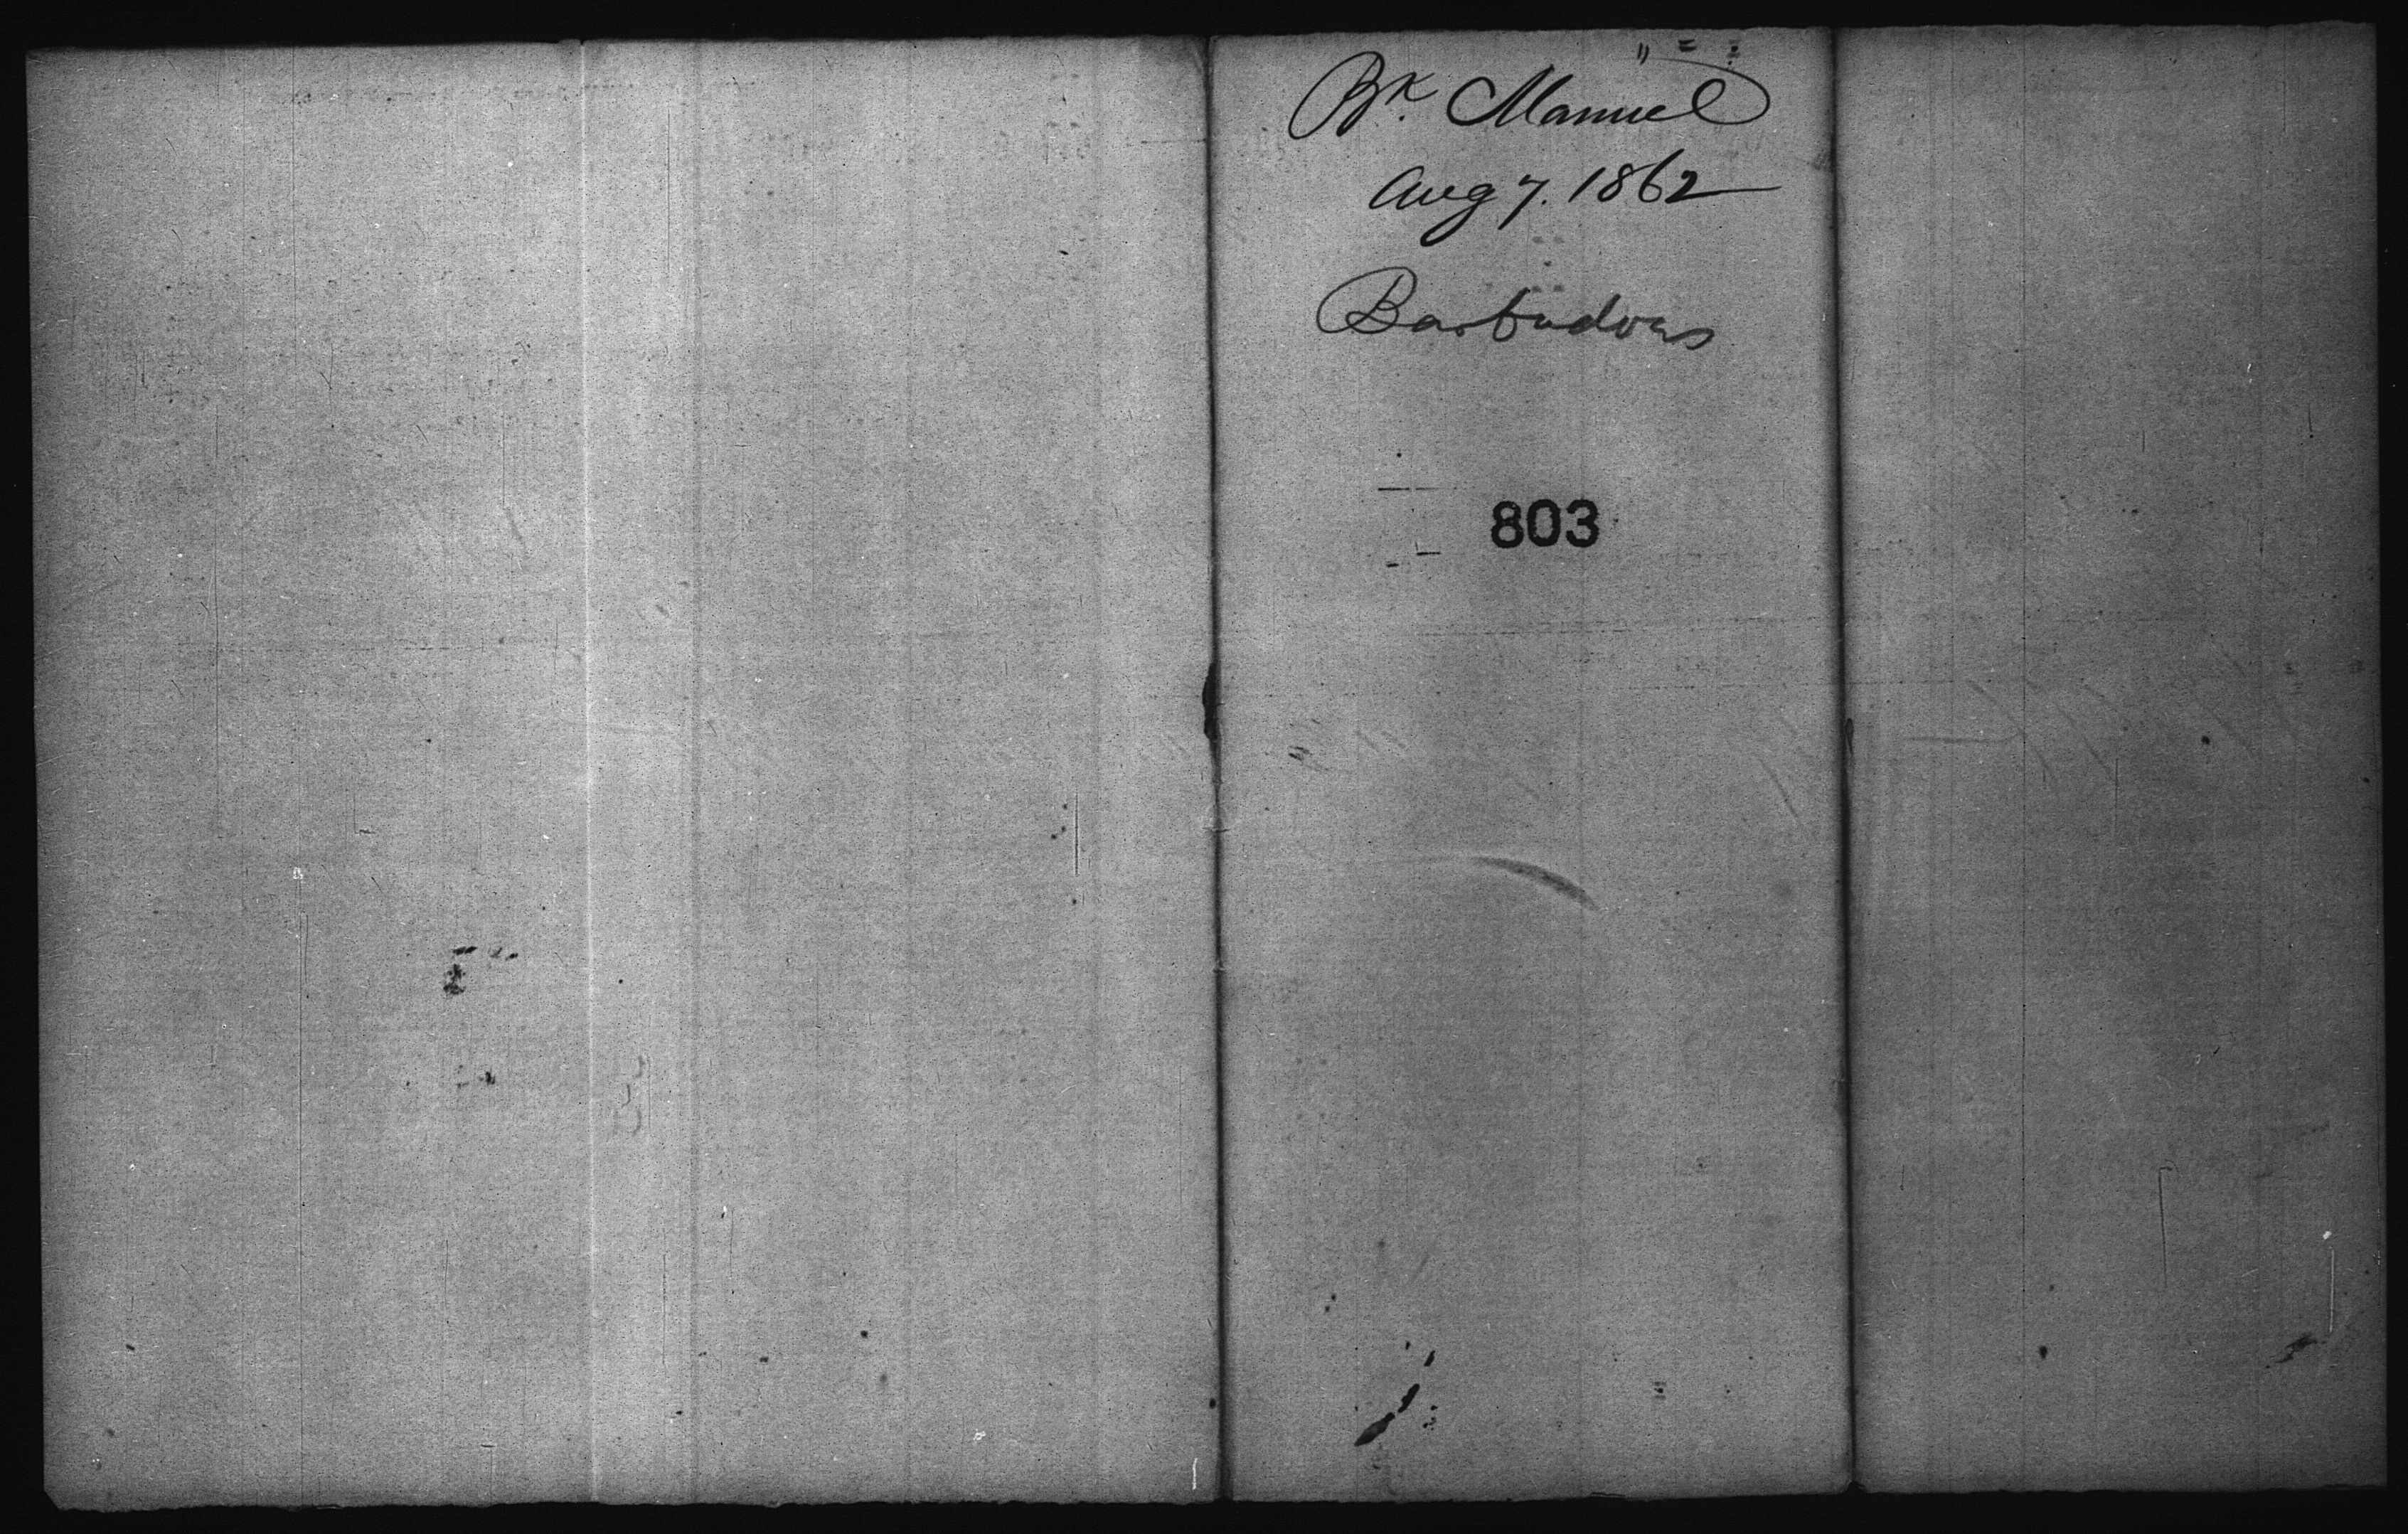 Bk. Manuel
Aug 7. 1862
Barbadoes
803